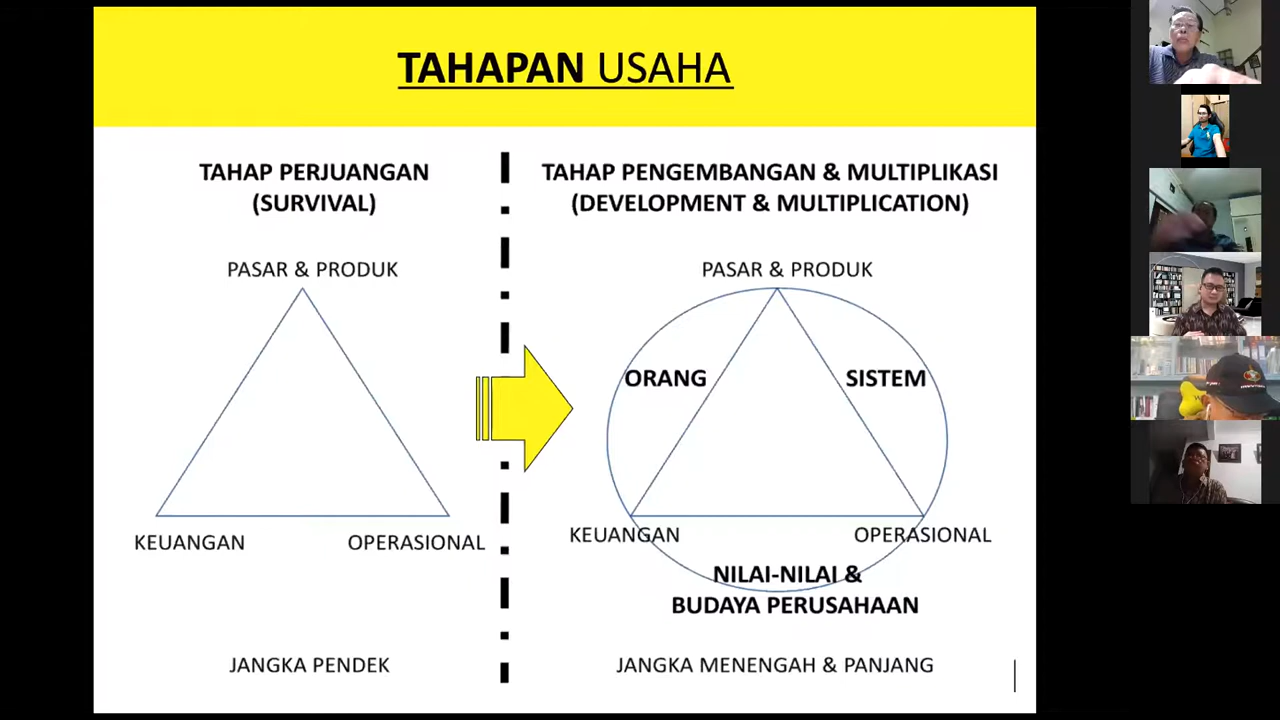 TAHAPAN USAHA
TAHAP PERJUANGAN
(SURVIVAL)
PASAR & PRODUK
KEUANGAN
OPERASIONAL
JANGKA PENDEK
TAHAP PENGEMBANGAN & MULTIPLIKASI
(DEVELOPMENT & MULTIPLICATION)
PASAR & PRODUK
ORANG
SISTEM
KEUANGAN
OPERASIONAL
NILAI-NILAI &
BUDAYA PERUSAHAAN
JANGKA MENENGAH & PANJANG